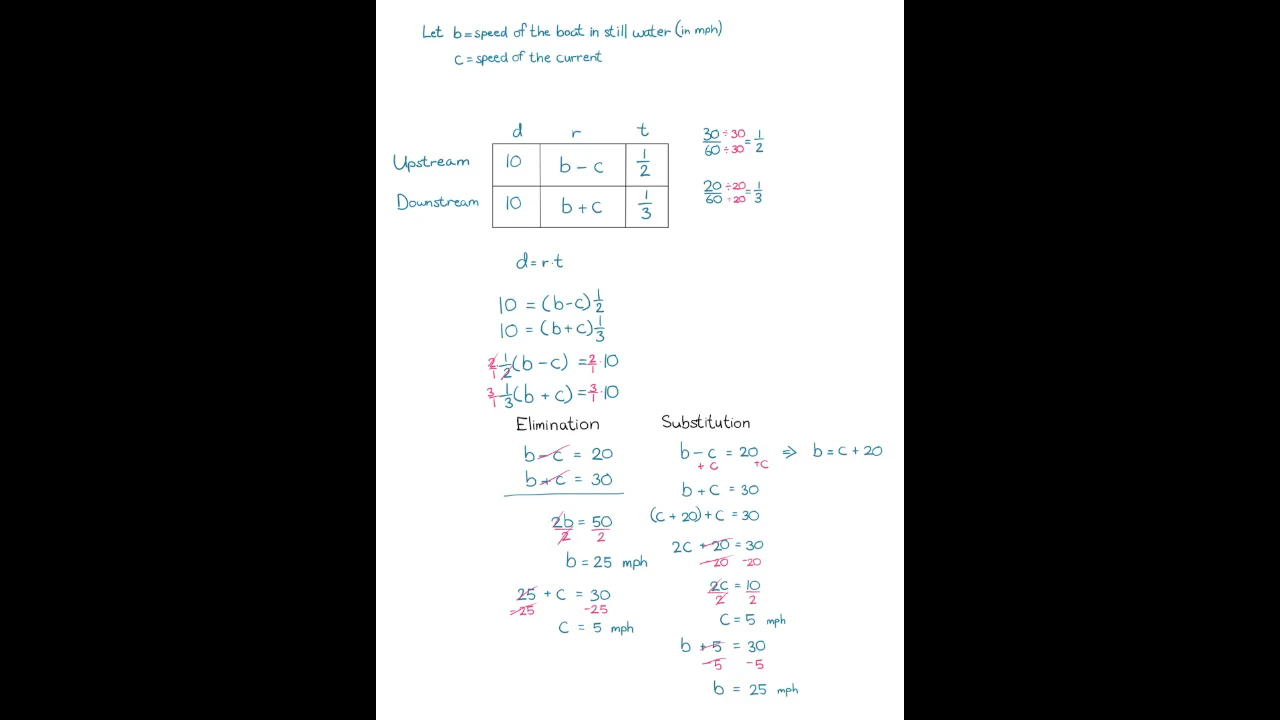 Let b = speed of the boat in still water (in mph)
c = speed of the current
d r t
Upstream 10 b − c 1/2
Downstream 10 b + c 1/3
30/60 ÷30/÷30 = 1/2
20/60 ÷20/÷20 = 1/3
d = r·t
10 = (b−c) 1/2
10 = (b+c) 1/3
2/1 · 1/2 (b − c) = 2/1 · 10
3/1 · 1/3 (b + c) = 3/1 · 10
Elimination
b − c = 20
b + c = 30
2b/2 = 50/2
b = 25 mph
25 + c = 30
−25 −25
c = 5 mph
Substitution
b − c = 20 ⇒ b = c + 20
+ c +c
b + c = 30
(c + 20) + c = 30
2c + 20 = 30
−20 −20
2c/2 = 10/2
c = 5 mph
b + 5 = 30
−5 −5
b = 25 mph